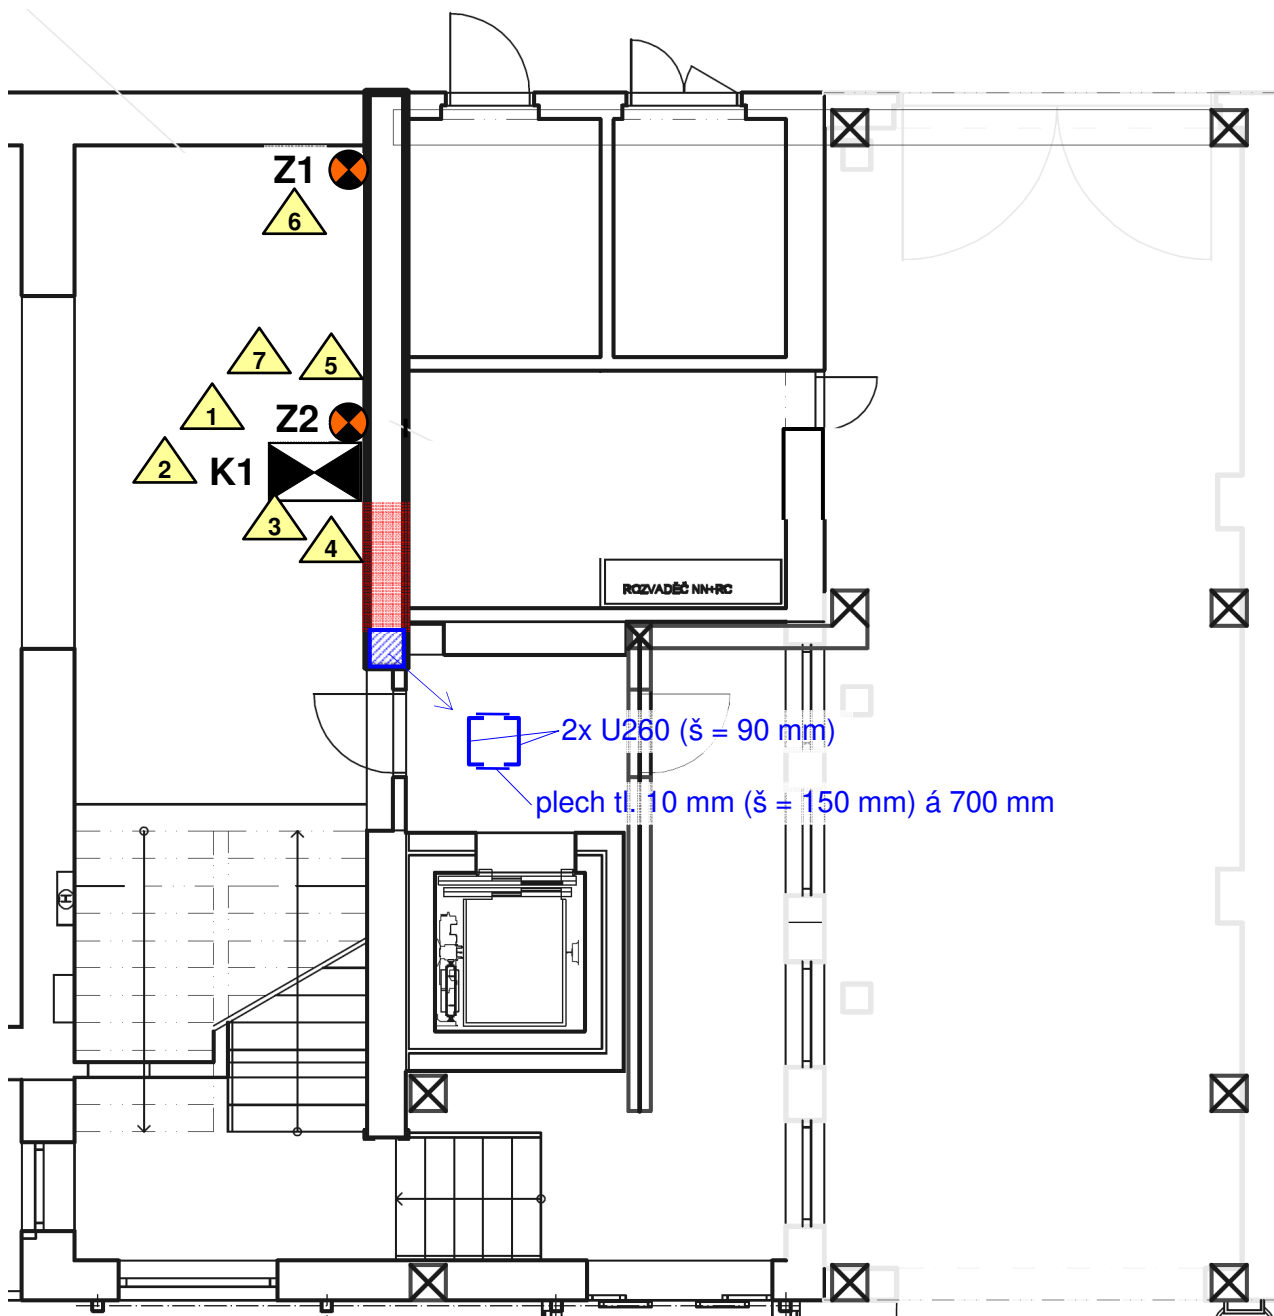 Z1
6
7
5
1
Z2
2
K1
3
4
ROZVADĚČ NN+RC
2x U260 (š = 90 mm)
plech tl. 10 mm (š = 150 mm) á 700 mm
H